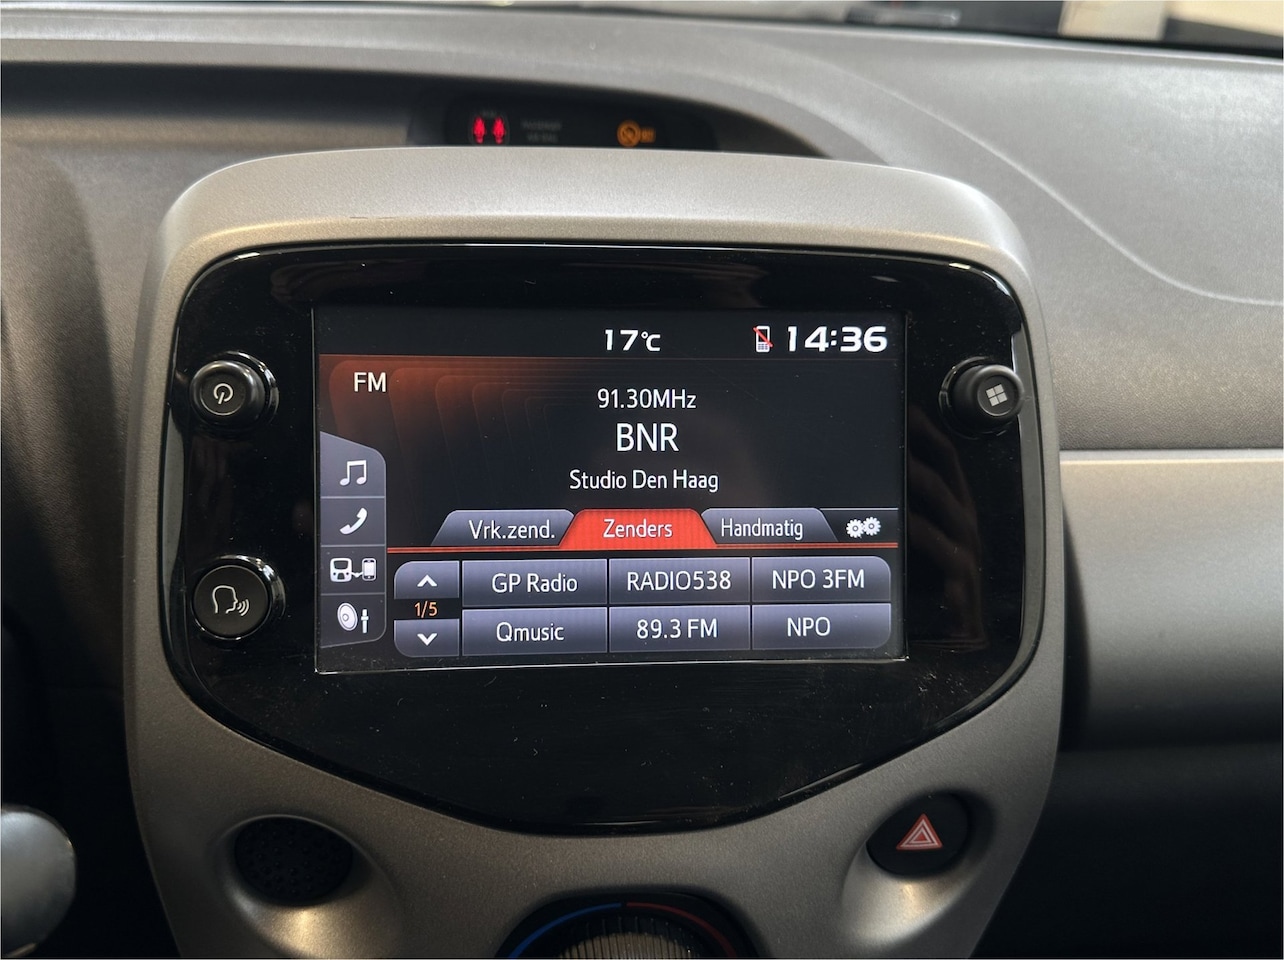 17°C
14:36
FM
91.30MHz
BNR
Studio Den Haag
Vrk.zend.
Zenders
Handmatig
GP Radio
RADIO538
NPO 3FM
1/5
Qmusic
89.3 FM
NPO